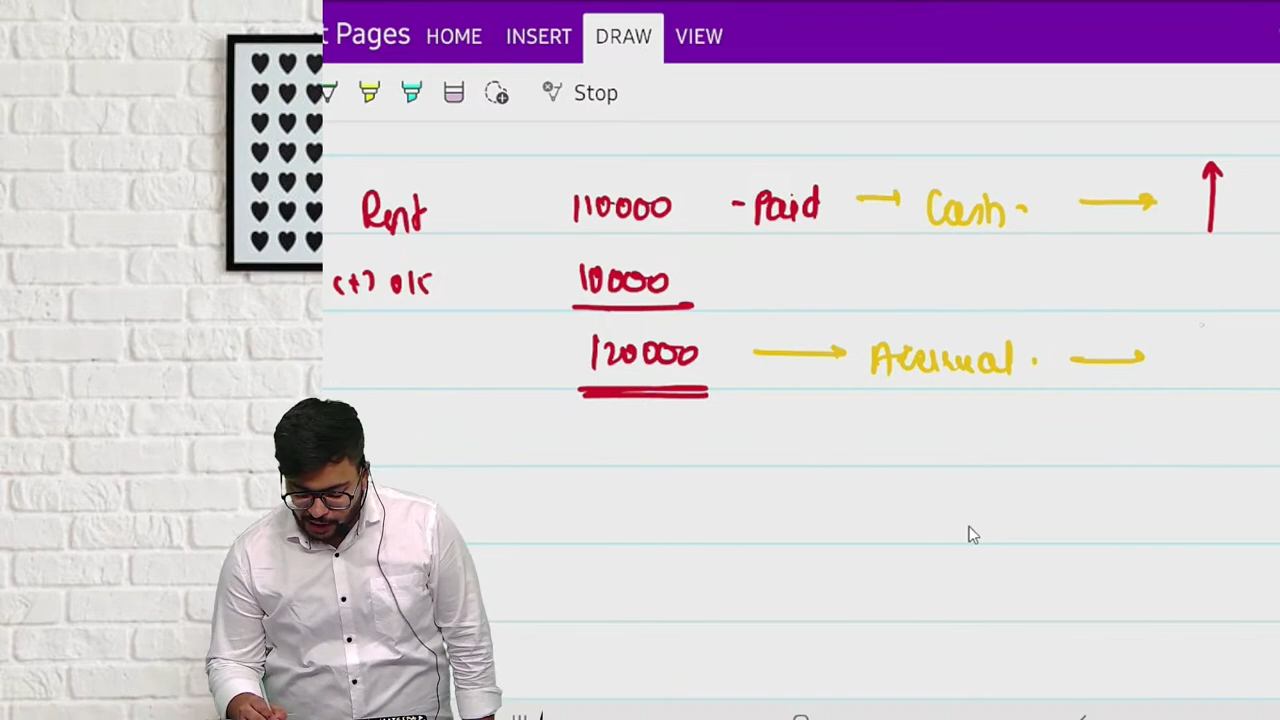 t Pages HOME INSERT DRAW VIEW
Stop
Rent 110000 - Paid → Cash. → ↑
(+) O/S 10000
120000 → Accrual. →